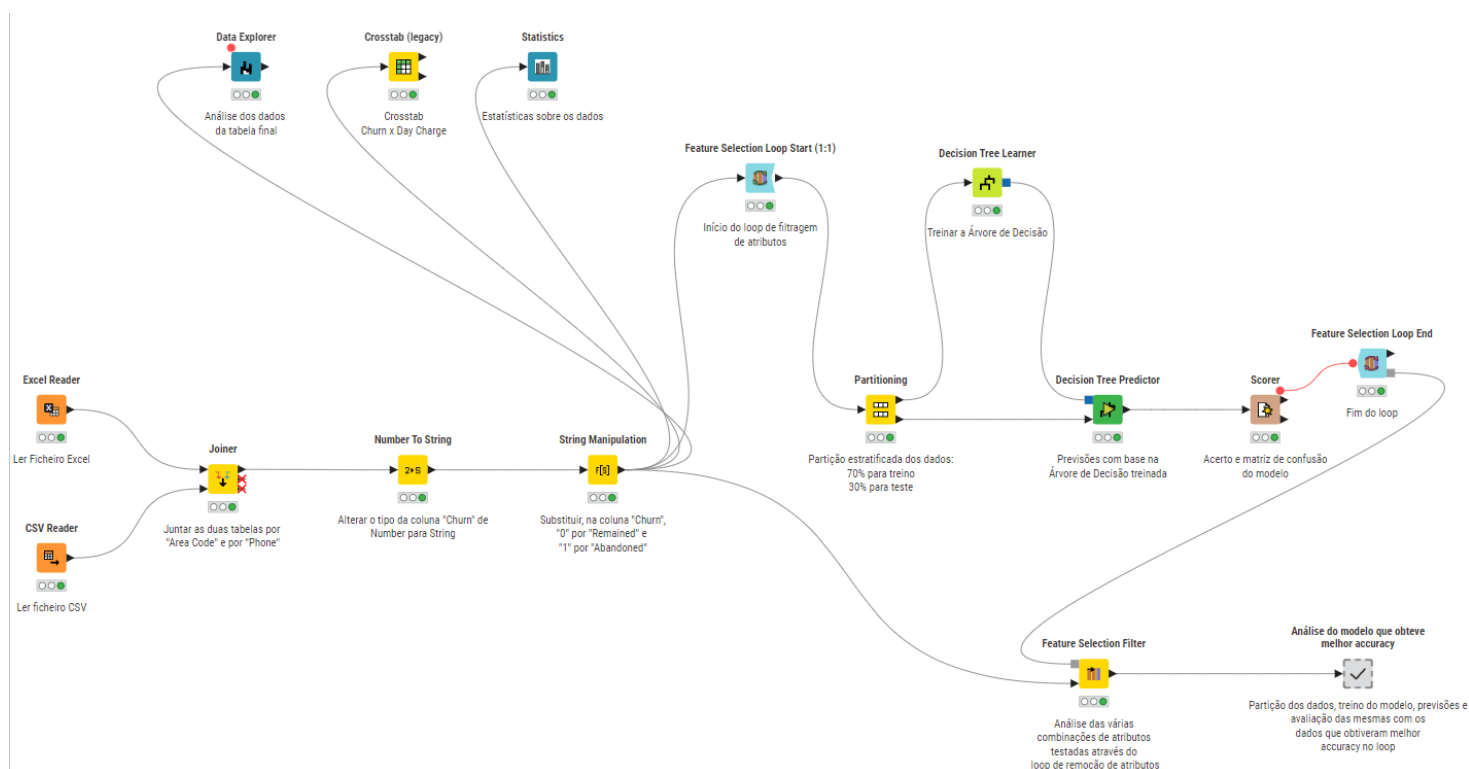 Data Explorer
Análise dos dados
da tabela final
Crosstab (legacy)
Crosstab
Churn x Day Charge
Statistics
Estatísticas sobre os dados
Feature Selection Loop Start (1:1)
Início do loop de filtragem
de atributos
Decision Tree Learner
Treinar a Árvore de Decisão
Feature Selection Loop End
Fim do loop
Excel Reader
X
Ler Ficheiro Excel
CSV Reader
Ler ficheiro CSV
Joiner
Juntar as duas tabelas por
"Area Code" e por "Phone"
Number To String
2→S
Alterar o tipo da coluna "Churn" de
Number para String
String Manipulation
F[S]
Substituir, na coluna "Churn",
"0" por "Remained" e
"1" por "Abandoned"
Partitioning
Partição estratificada dos dados:
70% para treino
30% para teste
Decision Tree Predictor
Previsões com base na
Árvore de Decisão treinada
Scorer
Acerto e matriz de confusão
do modelo
Feature Selection Filter
Análise das várias
combinações de atributos
testadas através do
loop de remoção de atributos
Análise do modelo que obteve
melhor accuracy
Partição dos dados, treino do modelo, previsões e
avaliação das mesmas com os
dados que obtiveram melhor
accuracy no loop